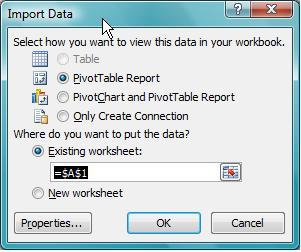 Import Data
Select how you want to view this data in your workbook.
Table
PivotTable Report
PivotChart and PivotTable Report
Only Create Connection
Where do you want to put the data?
Existing worksheet:
=$A$1
New worksheet
Properties...
OK
Cancel